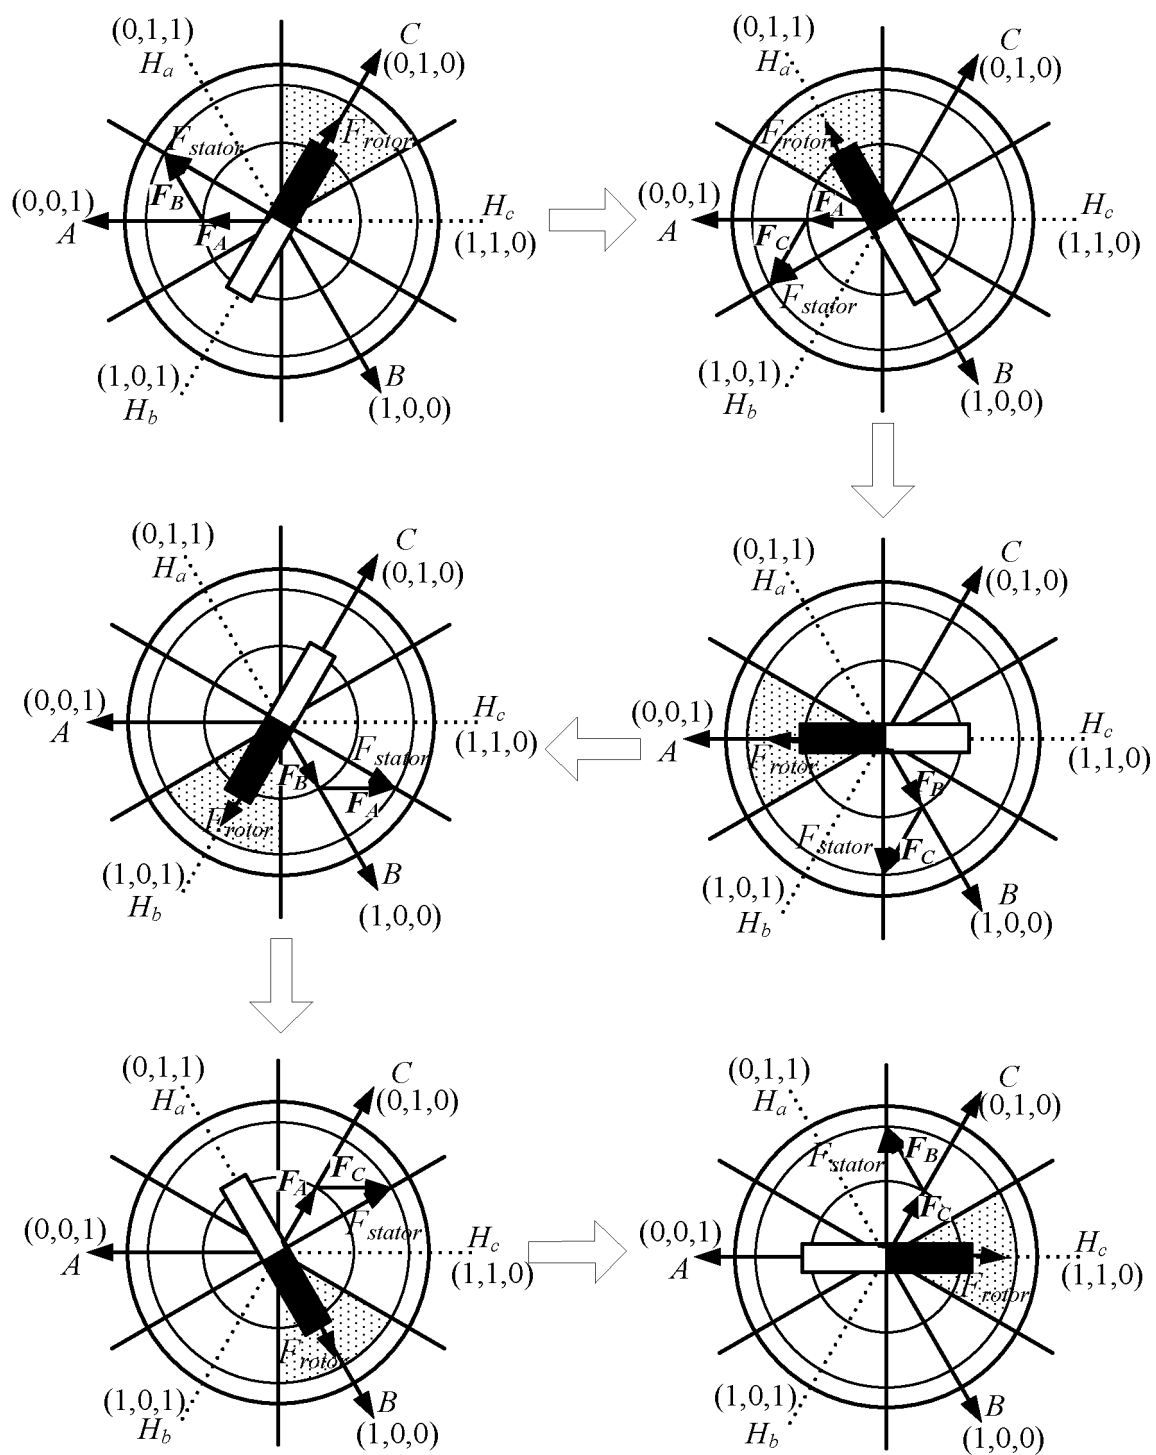 (0,1,1)
H_a
C
(0,1,0)
F_stator
F_rotor
(0,0,1)
F_B
H_c
A
F_A
(1,1,0)
(1,0,1)
H_b
B
(1,0,0)
(0,1,1)
H_a
C
(0,1,0)
F_rotor
(0,0,1)
F_A
H_c
A
F_C
(1,1,0)
F_stator
(1,0,1)
H_b
B
(1,0,0)
(0,1,1)
H_a
C
(0,1,0)
(0,0,1)
H_c
A
F_stator
(1,1,0)
F_B
F_A
F_rotor
(1,0,1)
H_b
B
(1,0,0)
(0,1,1)
H_a
C
(0,1,0)
(0,0,1)
H_c
A
F_rotor
(1,1,0)
F_B
F_stator
F_C
(1,0,1)
H_b
B
(1,0,0)
(0,1,1)
H_a
C
(0,1,0)
F_A
F_C
(0,0,1)
F_stator
H_c
A
(1,1,0)
F_rotor
(1,0,1)
H_b
B
(1,0,0)
(0,1,1)
H_a
C
(0,1,0)
F_stator
F_B
F_C
(0,0,1)
H_c
A
F_rotor
(1,1,0)
(1,0,1)
H_b
B
(1,0,0)